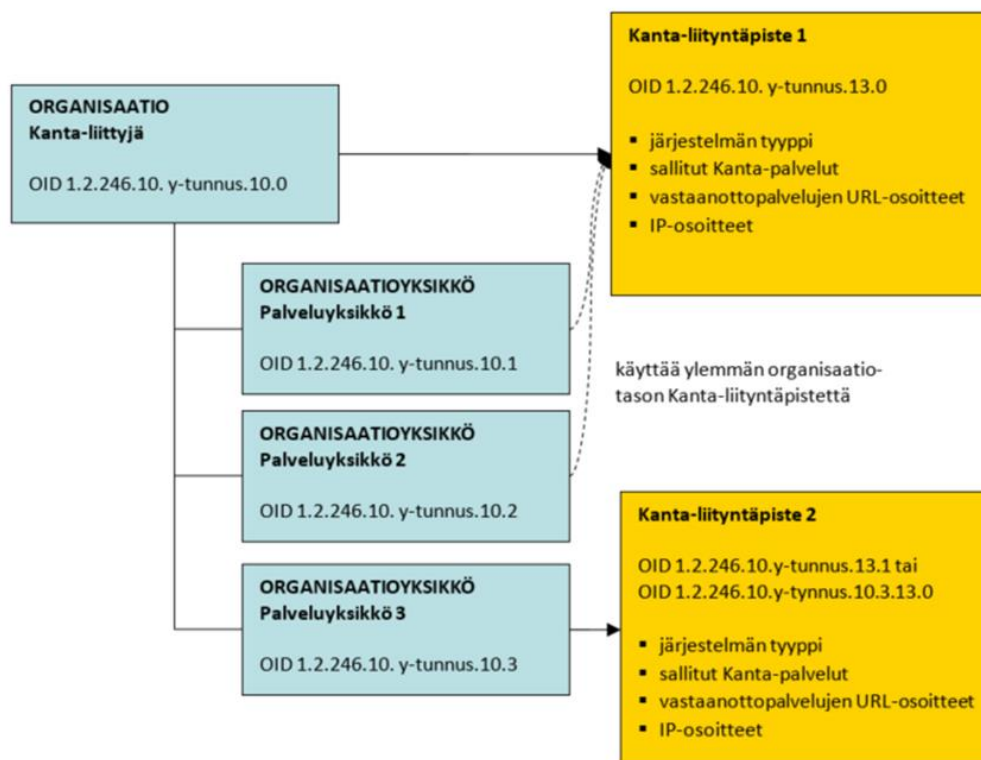 ORGANISAATIO
Kanta-liittyjä
OID 1.2.246.10. y-tunnus.10.0
Kanta-liityntäpiste 1
OID 1.2.246.10. y-tunnus.13.0
▪ järjestelmän tyyppi
▪ sallitut Kanta-palvelut
▪ vastaanottopalvelujen URL-osoitteet
▪ IP-osoitteet
ORGANISAATIOYKSIKKÖ
Palveluyksikkö 1
OID 1.2.246.10. y-tunnus.10.1
käyttää ylemmän organisaatio-
tason Kanta-liityntäpistettä
ORGANISAATIOYKSIKKÖ
Palveluyksikkö 2
OID 1.2.246.10. y-tunnus.10.2
ORGANISAATIOYKSIKKÖ
Palveluyksikkö 3
OID 1.2.246.10. y-tunnus.10.3
Kanta-liityntäpiste 2
OID 1.2.246.10.y-tunnus.13.1 tai
OID 1.2.246.10.y-tynnus.10.3.13.0
▪ järjestelmän tyyppi
▪ sallitut Kanta-palvelut
▪ vastaanottopalvelujen URL-osoitteet
▪ IP-osoitteet